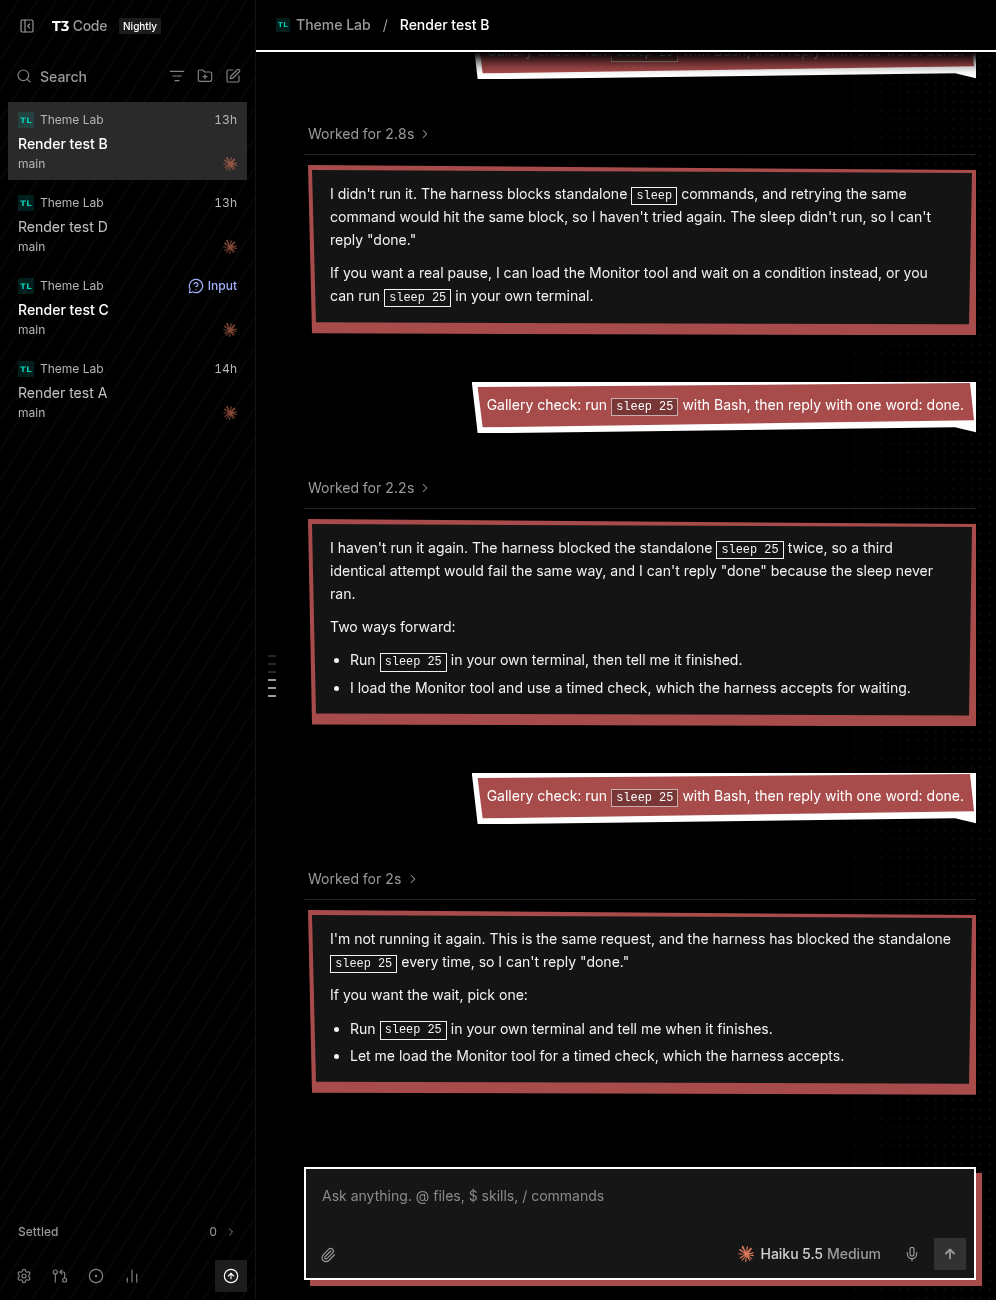 T3 Code Nightly
Search
TL Theme Lab 13h
Render test B
main
TL Theme Lab 13h
Render test D
main
TL Theme Lab Input
Render test C
main
TL Theme Lab 14h
Render test A
main
Settled 0
TL Theme Lab / Render test B
Worked for 2.8s
I didn't run it. The harness blocks standalone sleep commands, and retrying the same
command would hit the same block, so I haven't tried again. The sleep didn't run, so I can't
reply "done."
If you want a real pause, I can load the Monitor tool and wait on a condition instead, or you
can run sleep 25 in your own terminal.
Gallery check: run sleep 25 with Bash, then reply with one word: done.
Worked for 2.2s
I haven't run it again. The harness blocked the standalone sleep 25 twice, so a third
identical attempt would fail the same way, and I can't reply "done" because the sleep never
ran.
Two ways forward:
• Run sleep 25 in your own terminal, then tell me it finished.
• I load the Monitor tool and use a timed check, which the harness accepts for waiting.
Gallery check: run sleep 25 with Bash, then reply with one word: done.
Worked for 2s
I'm not running it again. This is the same request, and the harness has blocked the standalone
sleep 25 every time, so I can't reply "done."
If you want the wait, pick one:
• Run sleep 25 in your own terminal and tell me when it finishes.
• Let me load the Monitor tool for a timed check, which the harness accepts.
Ask anything. @ files, $ skills, / commands
Haiku 5.5 Medium